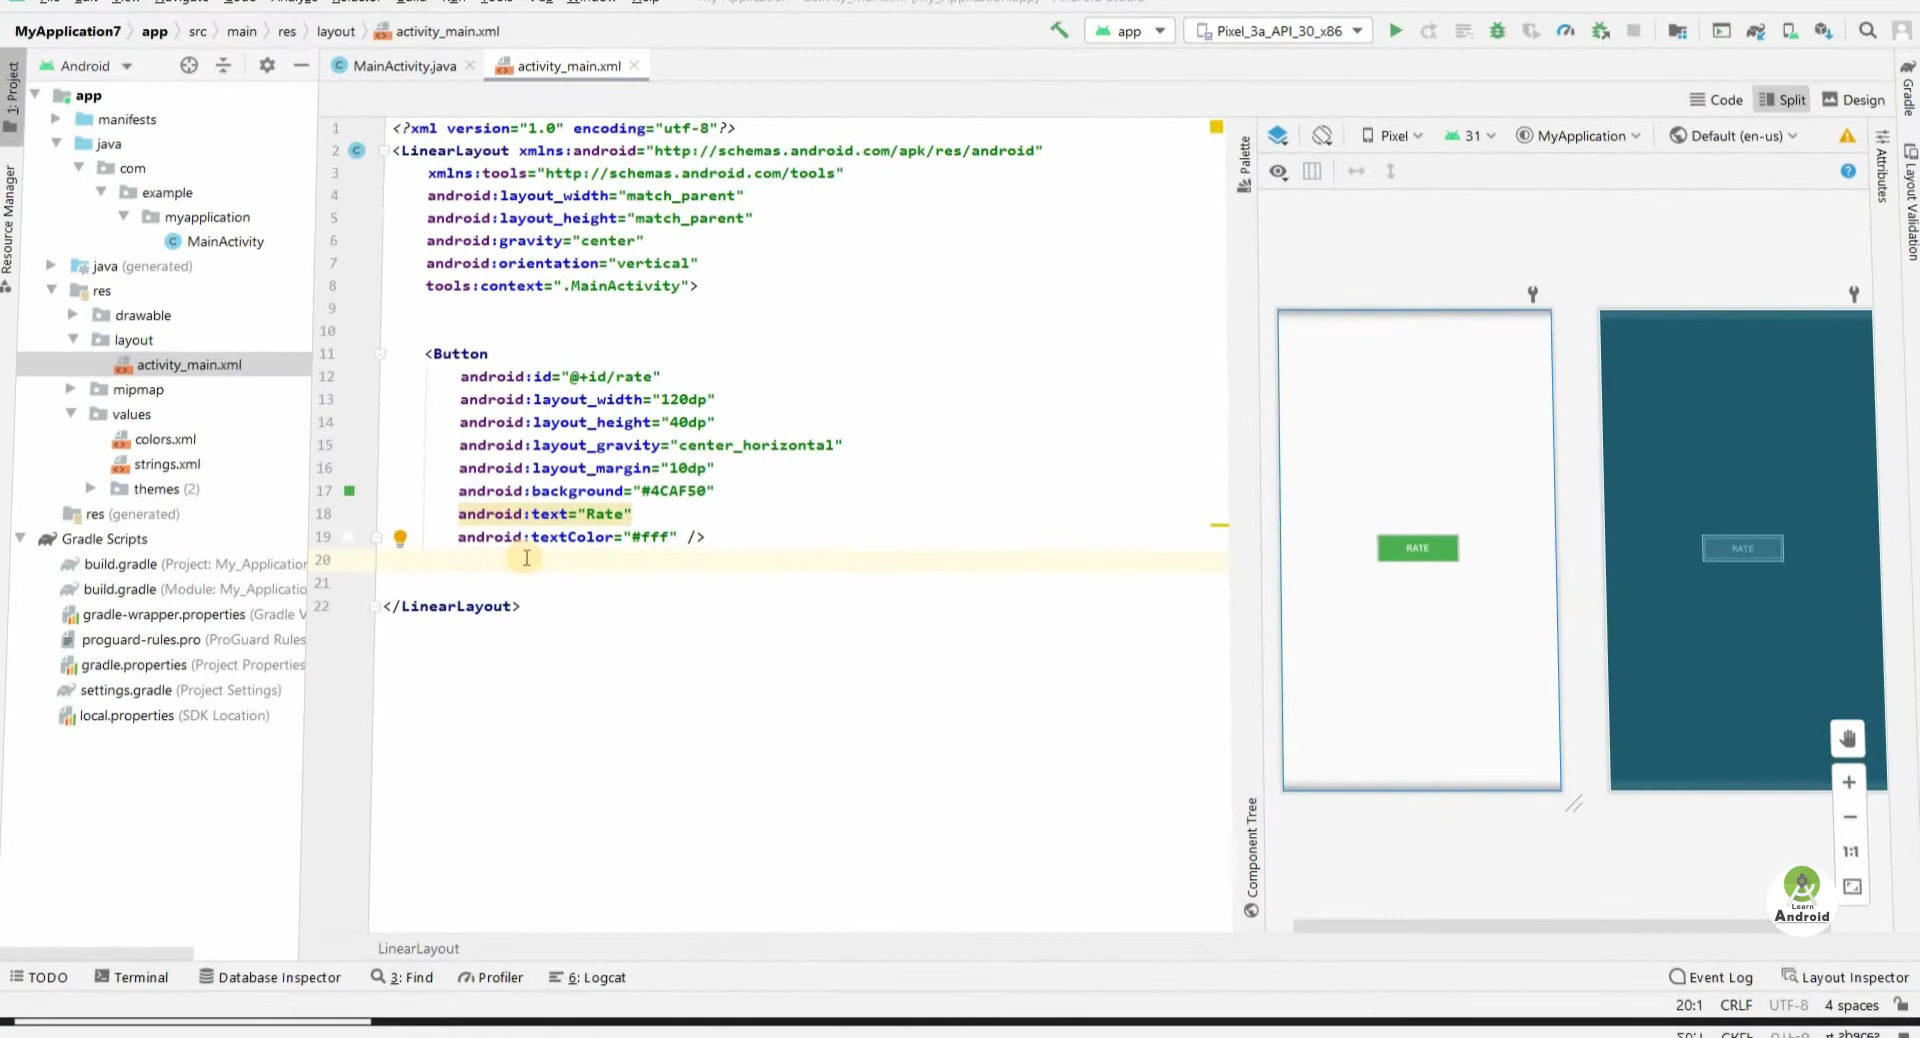 MyApplication7 app src main res layout activity_main.xml
app Pixel_3a_API_30_x86
1: Project
Resource Manager
Android
MainActivity.java activity_main.xml
Code Split Design
app
manifests
java
com
example
myapplication
MainActivity
java (generated)
res
drawable
layout
activity_main.xml
mipmap
values
colors.xml
strings.xml
themes (2)
res (generated)
Gradle Scripts
build.gradle (Project: My_Application
build.gradle (Module: My_Applicatio
gradle-wrapper.properties (Gradle V
proguard-rules.pro (ProGuard Rules
gradle.properties (Project Properties
settings.gradle (Project Settings)
local.properties (SDK Location)
1 <?xml version="1.0" encoding="utf-8"?>
2 <LinearLayout xmlns:android="http://schemas.android.com/apk/res/android"
3 xmlns:tools="http://schemas.android.com/tools"
4 android:layout_width="match_parent"
5 android:layout_height="match_parent"
6 android:gravity="center"
7 android:orientation="vertical"
8 tools:context=".MainActivity">
9
10
11 <Button
12 android:id="@+id/rate"
13 android:layout_width="120dp"
14 android:layout_height="40dp"
15 android:layout_gravity="center_horizontal"
16 android:layout_margin="10dp"
17 android:background="#4CAF50"
18 android:text="Rate"
19 android:textColor="#fff" />
20
21
22 </LinearLayout>
LinearLayout
Palette
Component Tree
Pixel 31 MyApplication Default (en-us)
RATE
RATE
1:1
Learn
Android
Attributes
Gradle
Layout Validation
TODO Terminal Database Inspector 3: Find Profiler 6: Logcat
Event Log Layout Inspector
20:1 CRLF UTF-8 4 spaces